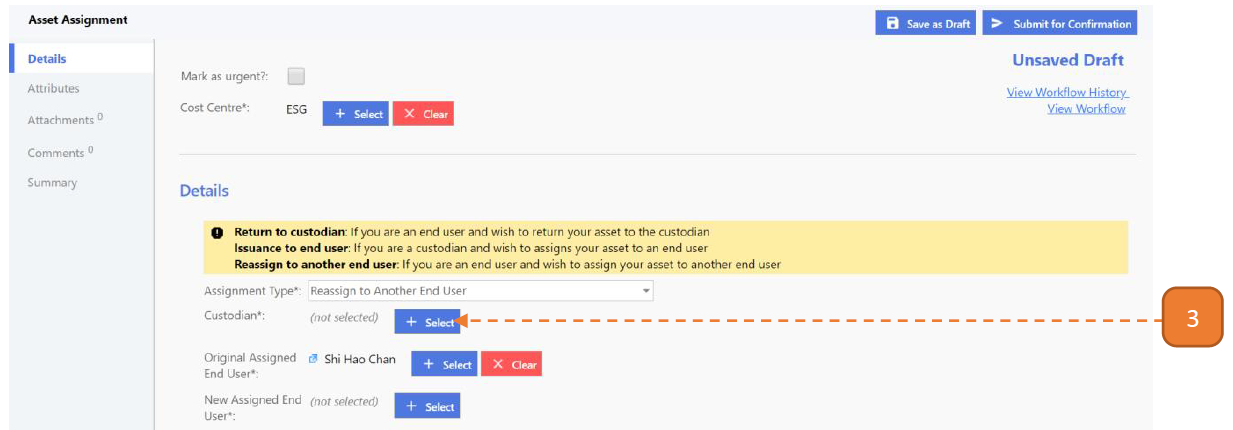 Asset Assignment
Save as Draft
Submit for Confirmation
Details
Attributes
Attachments 0
Comments 0
Summary
Unsaved Draft
View Workflow History
View Workflow
Mark as urgent?:
Cost Centre*: ESG + Select X Clear
Details
Return to custodian: If you are an end user and wish to return your asset to the custodian
Issuance to end user: If you are a custodian and wish to assigns your asset to an end user
Reassign to another end user: If you are an end user and wish to assign your asset to another end user
Assignment Type*: Reassign to Another End User
Custodian*: (not selected) + Select
3
Original Assigned
End User*: Shi Hao Chan + Select X Clear
New Assigned End
User*: (not selected) + Select